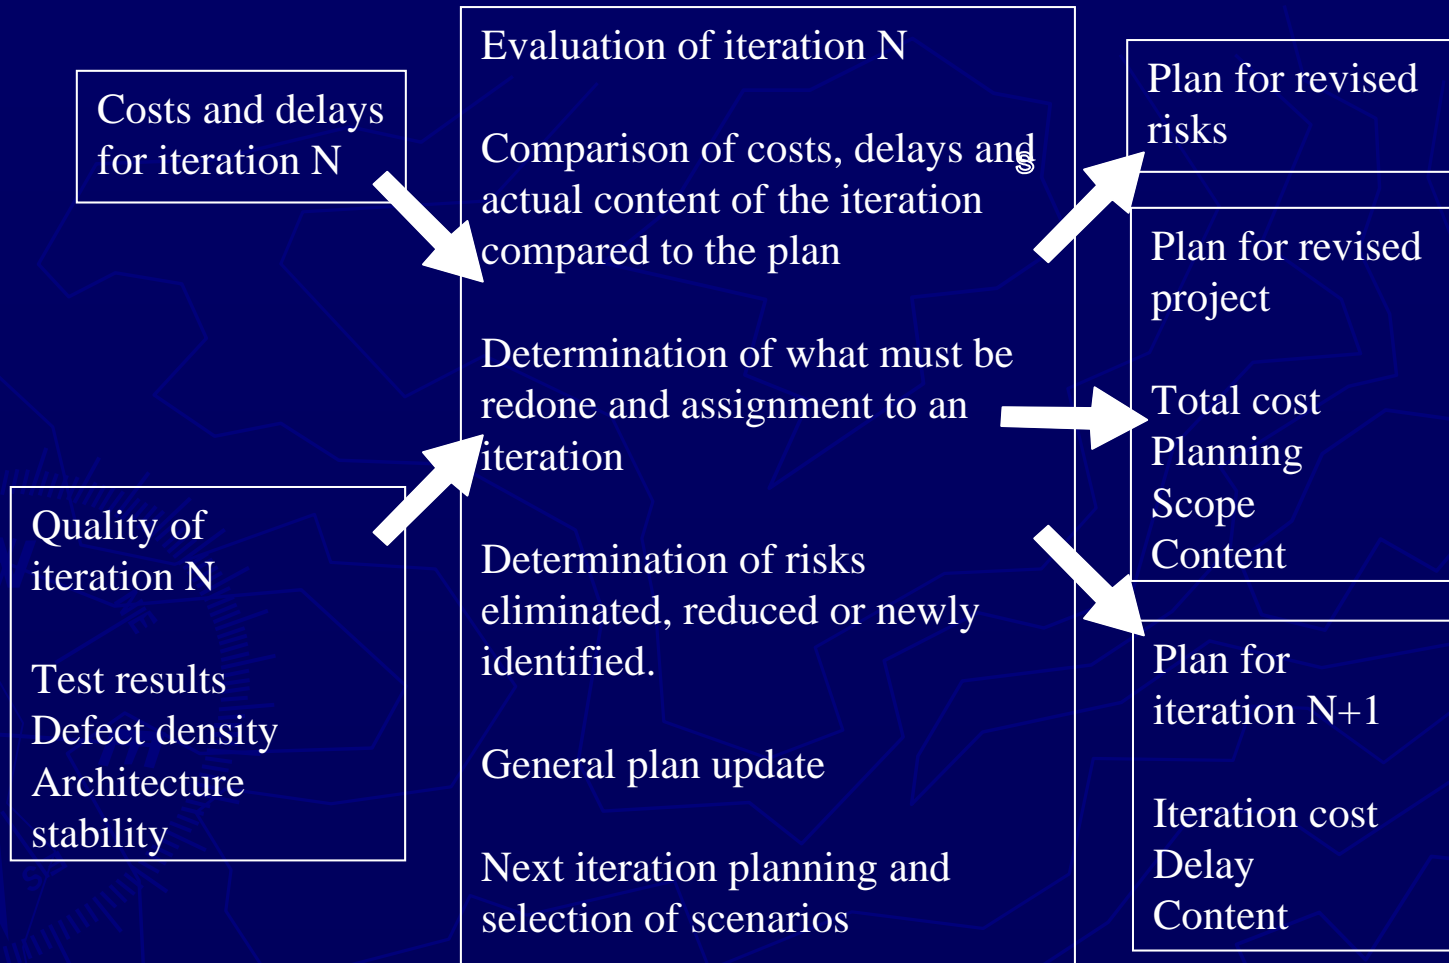 Costs and delays
for iteration N
Quality of
iteration N
Test results
Defect density
Architecture
stability
Evaluation of iteration N
Comparison of costs, delays and
actual content of the iteration
compared to the plan
Determination of what must be
redone and assignment to an
iteration
Determination of risks
eliminated, reduced or newly
identified.
General plan update
Next iteration planning and
selection of scenarios
Plan for revised
risks
Plan for revised
project
Total cost
Planning
Scope
Content
Plan for
iteration N+1
Iteration cost
Delay
Content